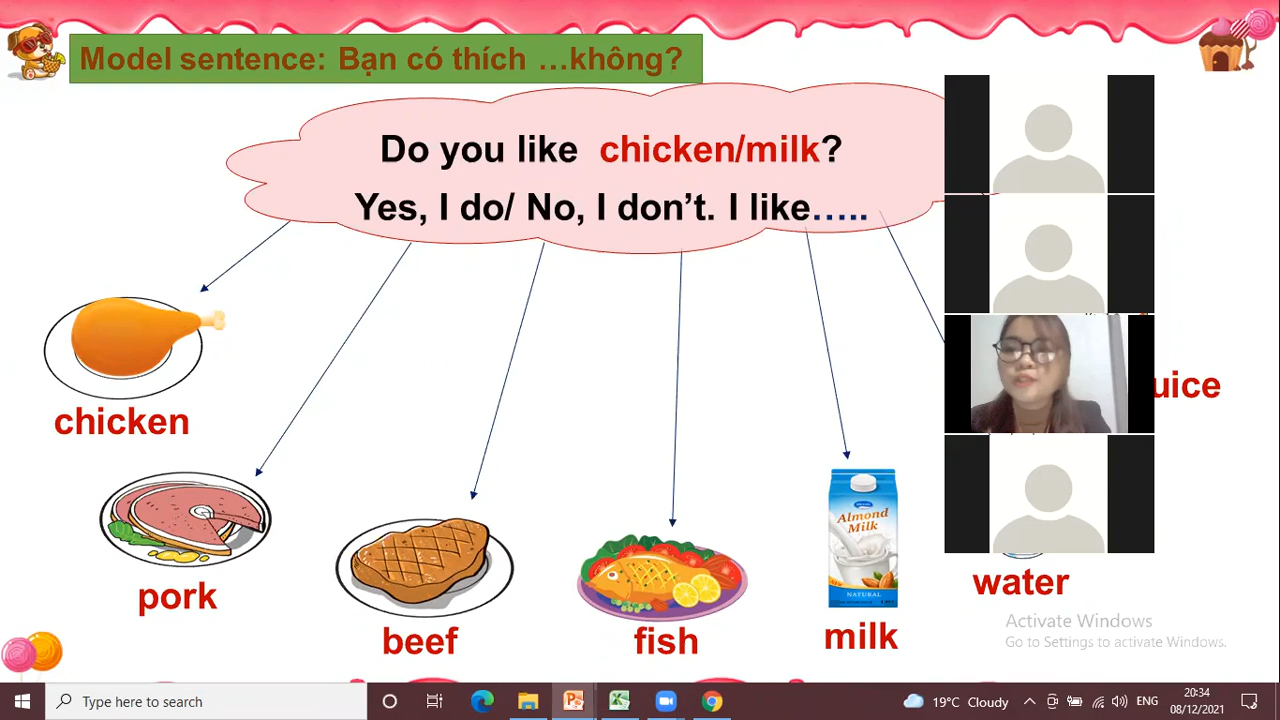 Model sentence: Bạn có thích …không?
Do you like chicken/milk?
Yes, I do/ No, I don't. I like…..
chicken
uice
pork
beef
fish
Almond
Milk
NATURAL
milk
water
Activate Windows
Go to Settings to activate Windows.
Type here to search
19°C Cloudy
ENG
20:34
08/12/2021